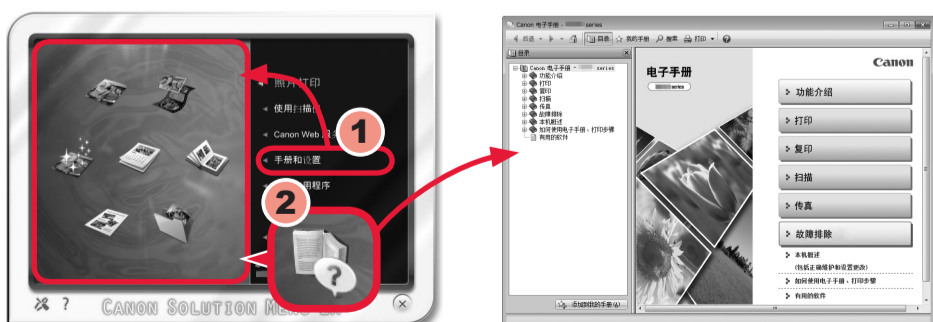 照片打印
使用扫描仪
Canon Web
手册和设置
用程序
1
2
?
?
CANON SOLUTION MENU EX
Canon 电子手册 - series
前进
目录
我的手册
搜索
打印
目录
Canon 电子手册 - series
功能介绍
打印
复印
扫描
传真
故障排除
本机概述
如何使用电子手册、打印步骤
有用的软件
添加到我的手册(A)
Canon
电子手册
series
功能介绍
打印
复印
扫描
传真
故障排除
本机概述
(包括正确维护和设置更改)
如何使用电子手册、打印步骤
有用的软件